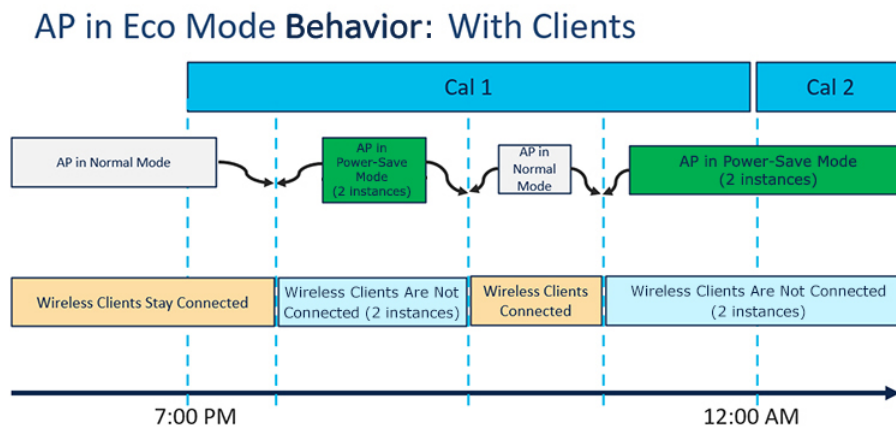 AP in Eco Mode Behavior: With Clients
Cal 1
Cal 2
AP in Normal Mode
AP in
Power-Save
Mode
(2 instances)
AP in
Normal
Mode
AP in Power-Save Mode
(2 instances)
Wireless Clients Stay Connected
Wireless Clients Are Not
Connected (2 instances)
Wireless Clients
Connected
Wireless Clients Are Not Connected
(2 instances)
7:00 PM
12:00 AM